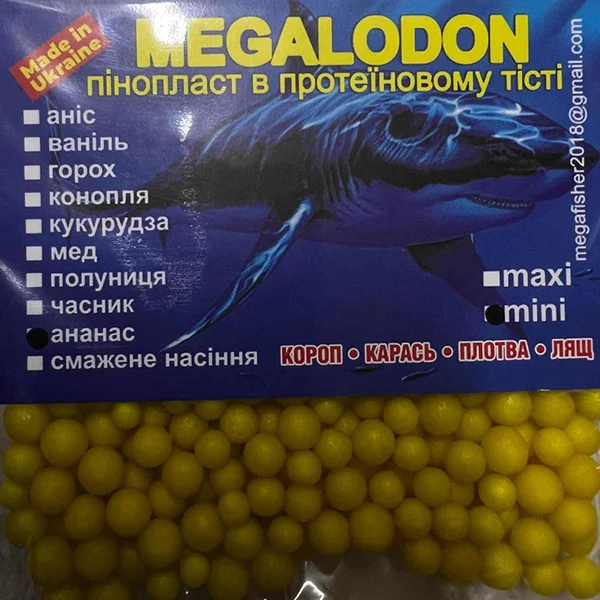 Made in
Ukraine
MEGALODON
пінопласт в протеїновому тісті
аніс
ваніль
горох
конопля
кукурудза
мед
полуниця
часник
ананас
смажене насіння
maxi
mini
КОРОП • КАРАСЬ • ПЛОТВА • ЛЯЩ
megafisher2018@gmail.com